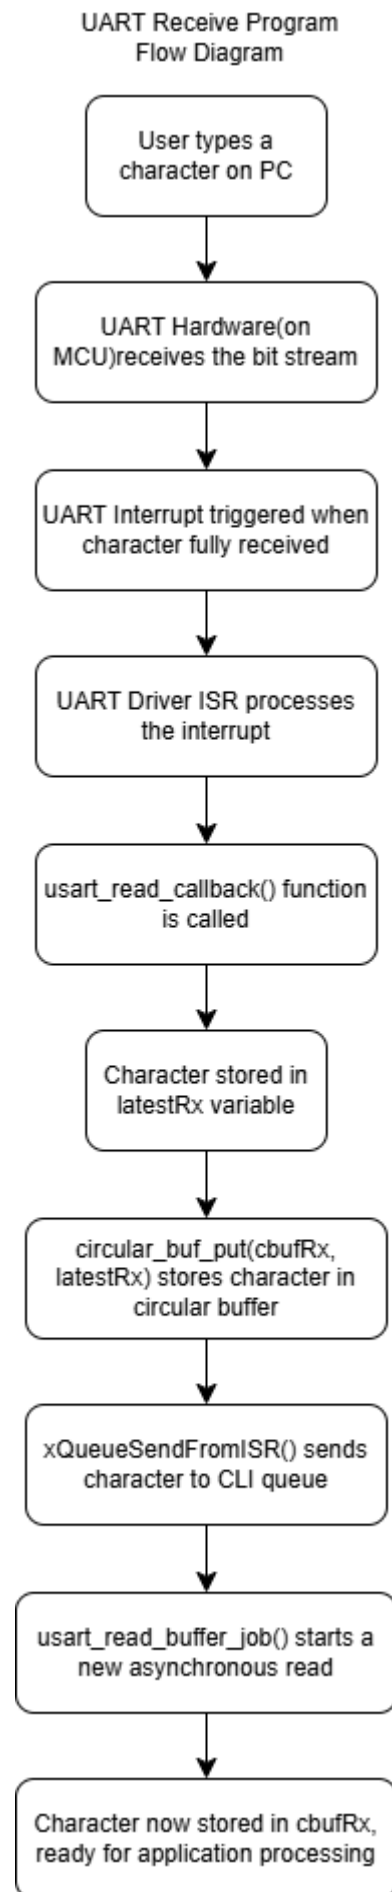 UART Receive Program
Flow Diagram
User types a
character on PC
UART Hardware(on
MCU)receives the bit stream
UART Interrupt triggered when
character fully received
UART Driver ISR processes
the interrupt
usart_read_callback() function
is called
Character stored in
latestRx variable
circular_buf_put(cbufRx,
latestRx) stores character in
circular buffer
xQueueSendFromISR() sends
character to CLI queue
usart_read_buffer_job() starts a
new asynchronous read
Character now stored in cbufRx,
ready for application processing